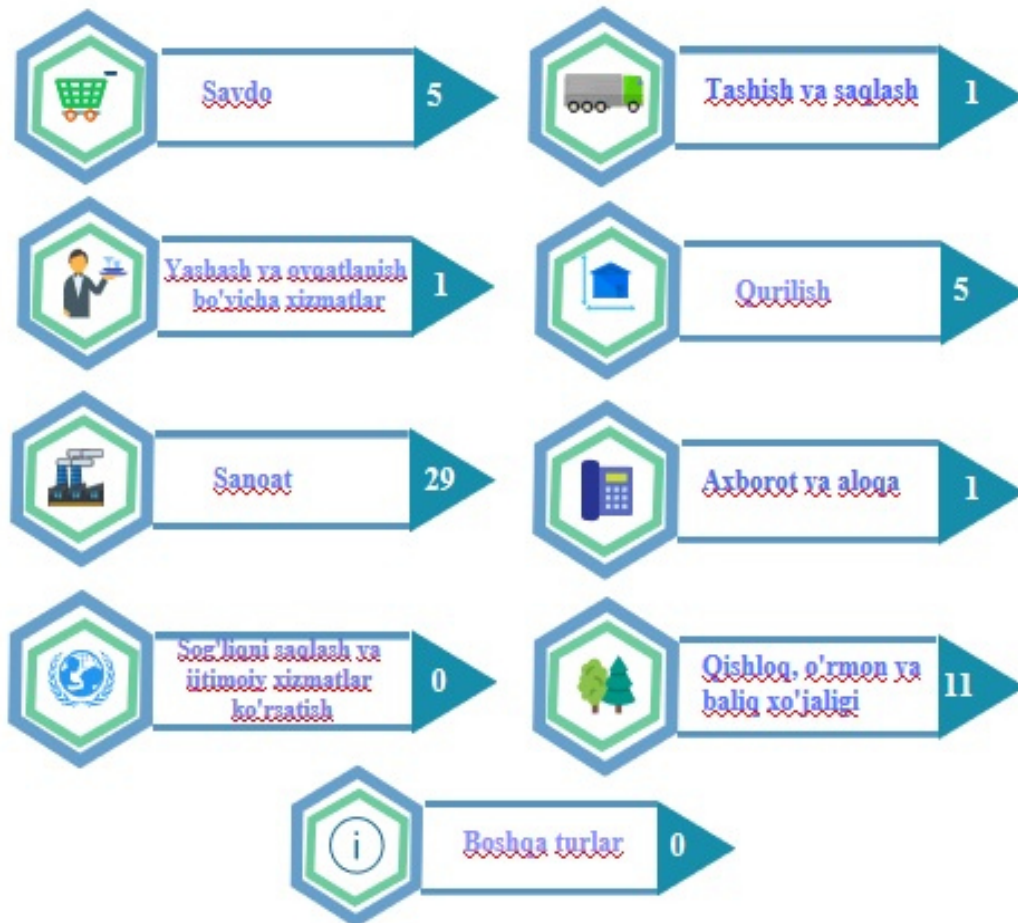 Savdo 5
Tashish va saqlash 1
Yashash va ovqatlanish
bo'yicha xizmatlar 1
Qurilish 5
Sanoat 29
Axborot va aloqa 1
Sog'liqni saqlash va
ijtimoiy xizmatlar
ko'rsatish 0
Qishloq, o'rmon va
baliq xo'jaligi 11
Boshqa turlar 0